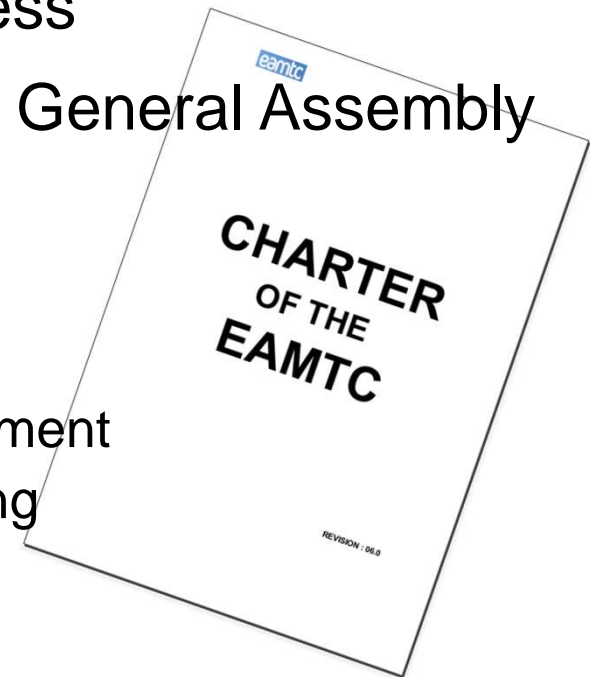 ess
General Assembly
eamtc
CHARTER
OF THE
EAMTC
ment
ng
REVISION : 06.0